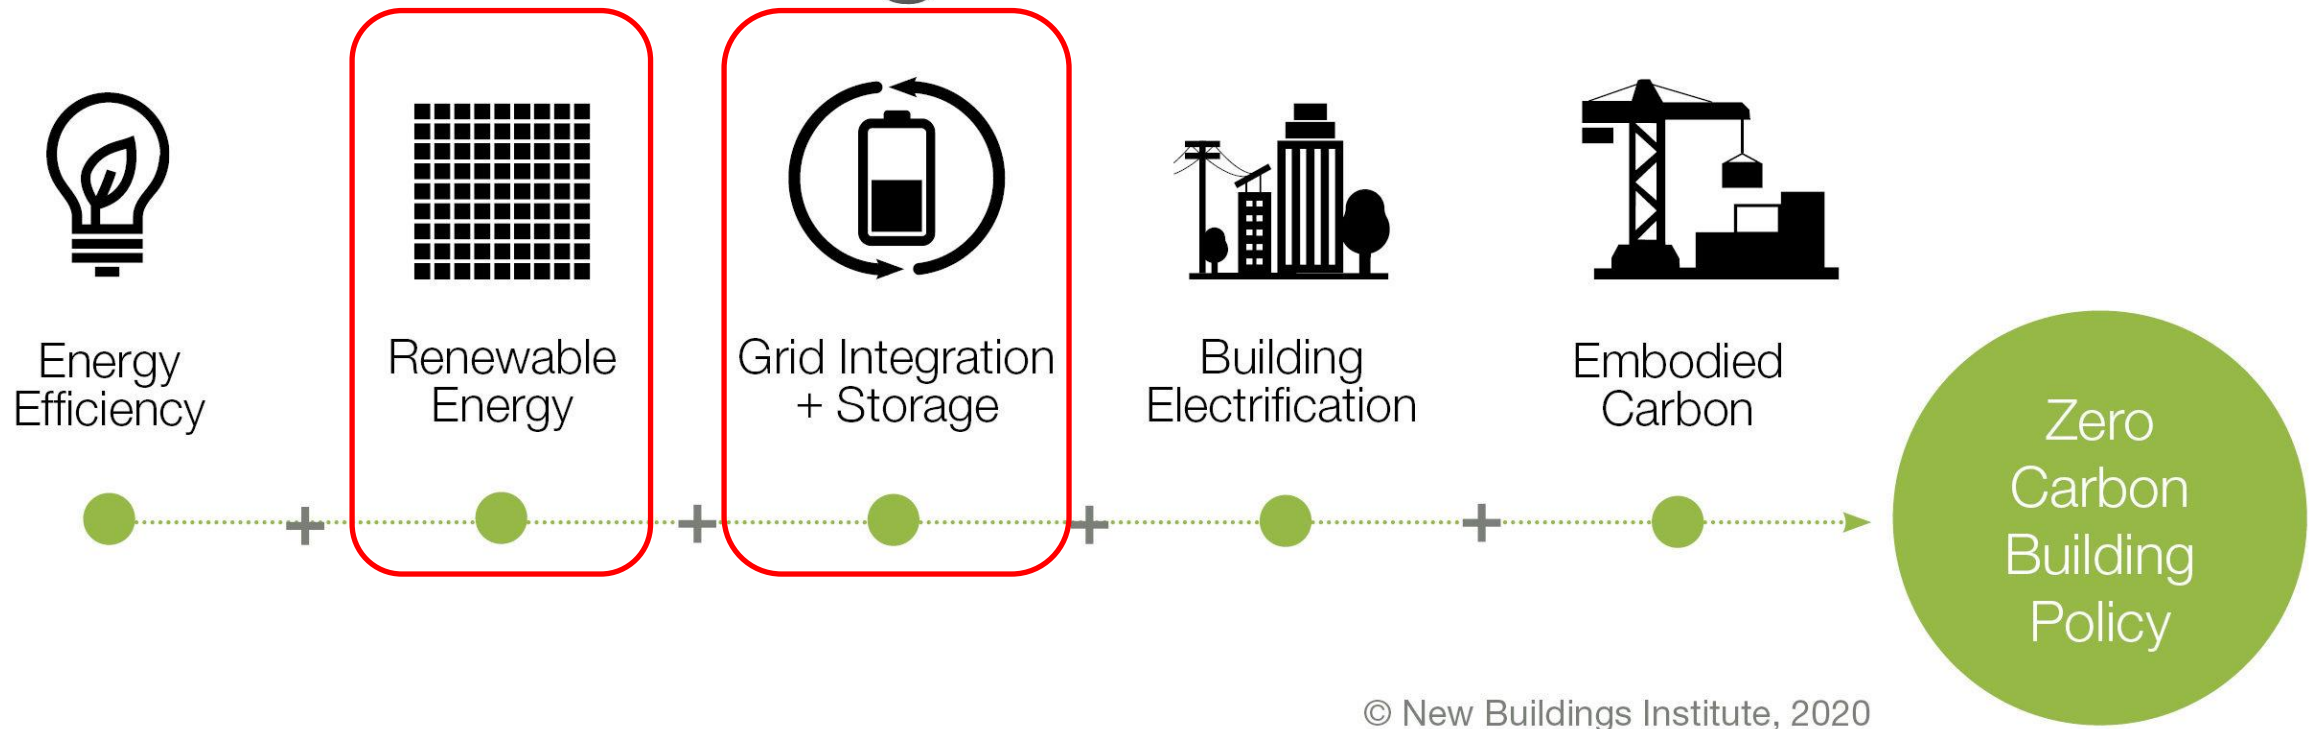 Energy
Efficiency
Renewable
Energy
Grid Integration
+ Storage
Building
Electrification
Embodied
Carbon
+
+
+
+
Zero
Carbon
Building
Policy
© New Buildings Institute, 2020